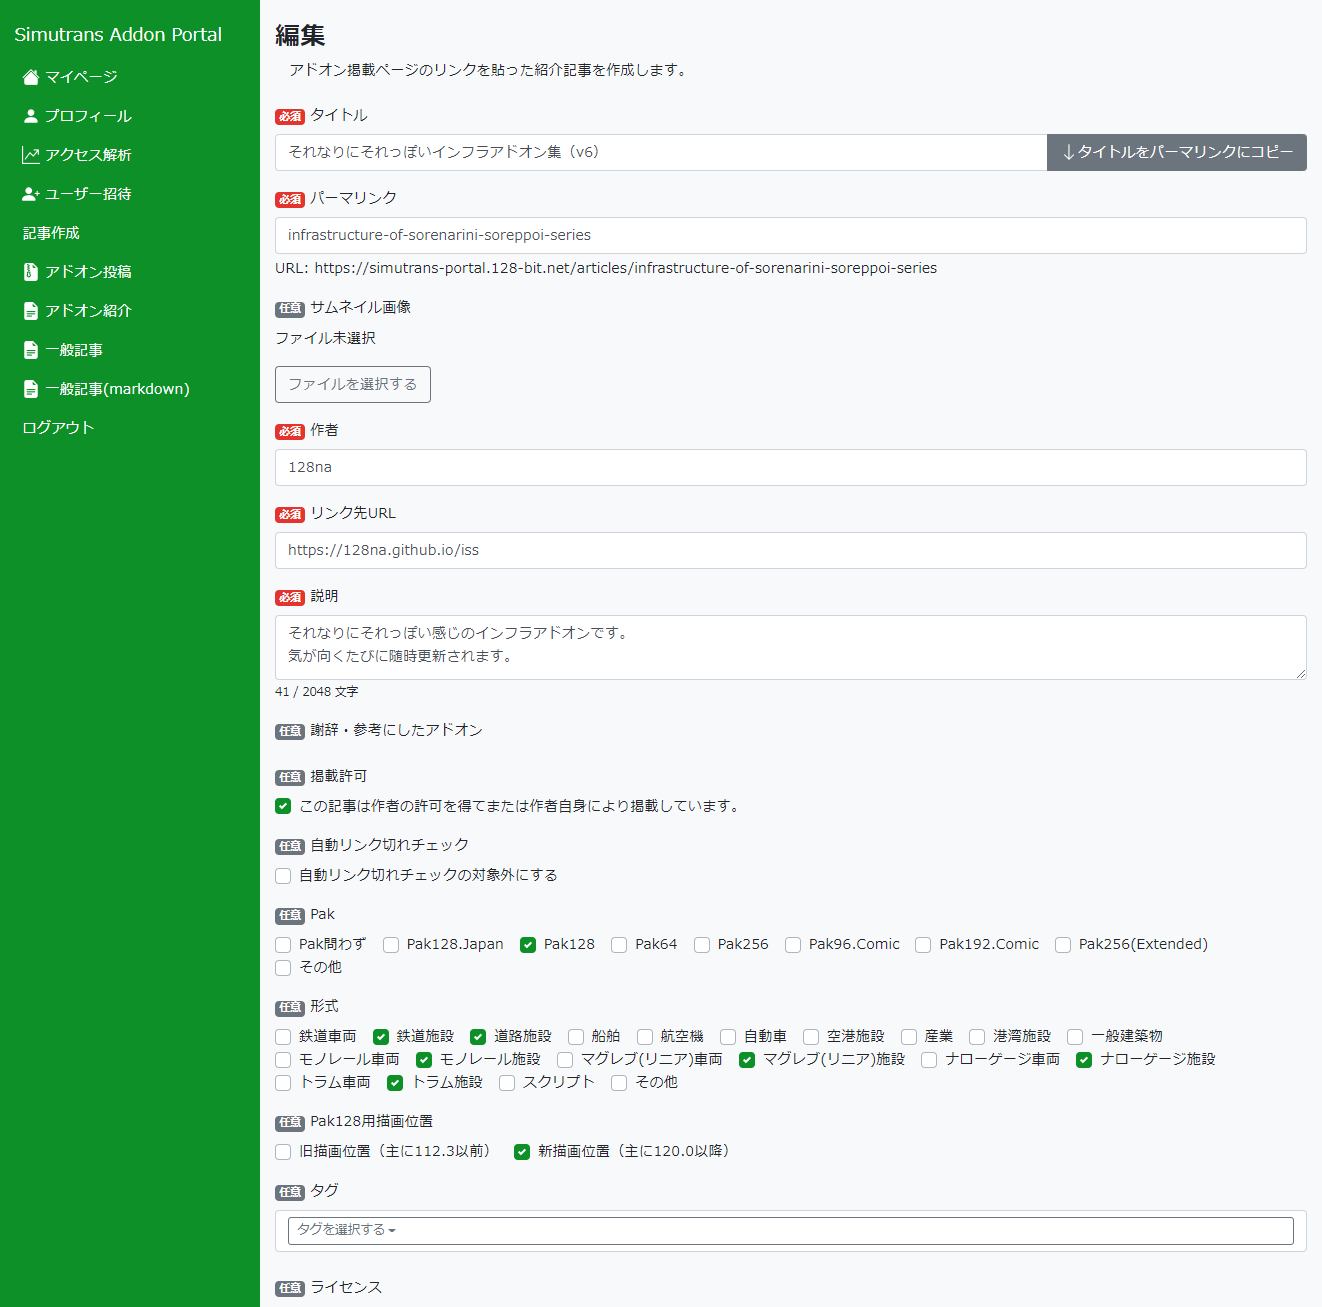 Simutrans Addon Portal
マイページ
プロフィール
アクセス解析
ユーザー招待
記事作成
アドオン投稿
アドオン紹介
一般記事
一般記事(markdown)
ログアウト
編集
アドオン掲載ページのリンクを貼った紹介記事を作成します。
必須 タイトル
それなりにそれっぽいインフラアドオン集（v6）
↓タイトルをパーマリンクにコピー
必須 パーマリンク
infrastructure-of-sorenarini-soreppoi-series
URL: https://simutrans-portal.128-bit.net/articles/infrastructure-of-sorenarini-soreppoi-series
任意 サムネイル画像
ファイル未選択
ファイルを選択する
必須 作者
128na
必須 リンク先URL
https://128na.github.io/iss
必須 説明
それなりにそれっぽい感じのインフラアドオンです。
気が向くたびに随時更新されます。
41 / 2048 文字
任意 謝辞・参考にしたアドオン
任意 掲載許可
この記事は作者の許可を得てまたは作者自身により掲載しています。
任意 自動リンク切れチェック
自動リンク切れチェックの対象外にする
任意 Pak
Pak問わず Pak128.Japan Pak128 Pak64 Pak256 Pak96.Comic Pak192.Comic Pak256(Extended)
その他
任意 形式
鉄道車両 鉄道施設 道路施設 船舶 航空機 自動車 空港施設 産業 港湾施設 一般建築物
モノレール車両 モノレール施設 マグレブ(リニア)車両 マグレブ(リニア)施設 ナローゲージ車両 ナローゲージ施設
トラム車両 トラム施設 スクリプト その他
任意 Pak128用描画位置
旧描画位置（主に112.3以前） 新描画位置（主に120.0以降）
任意 タグ
タグを選択する
任意 ライセンス